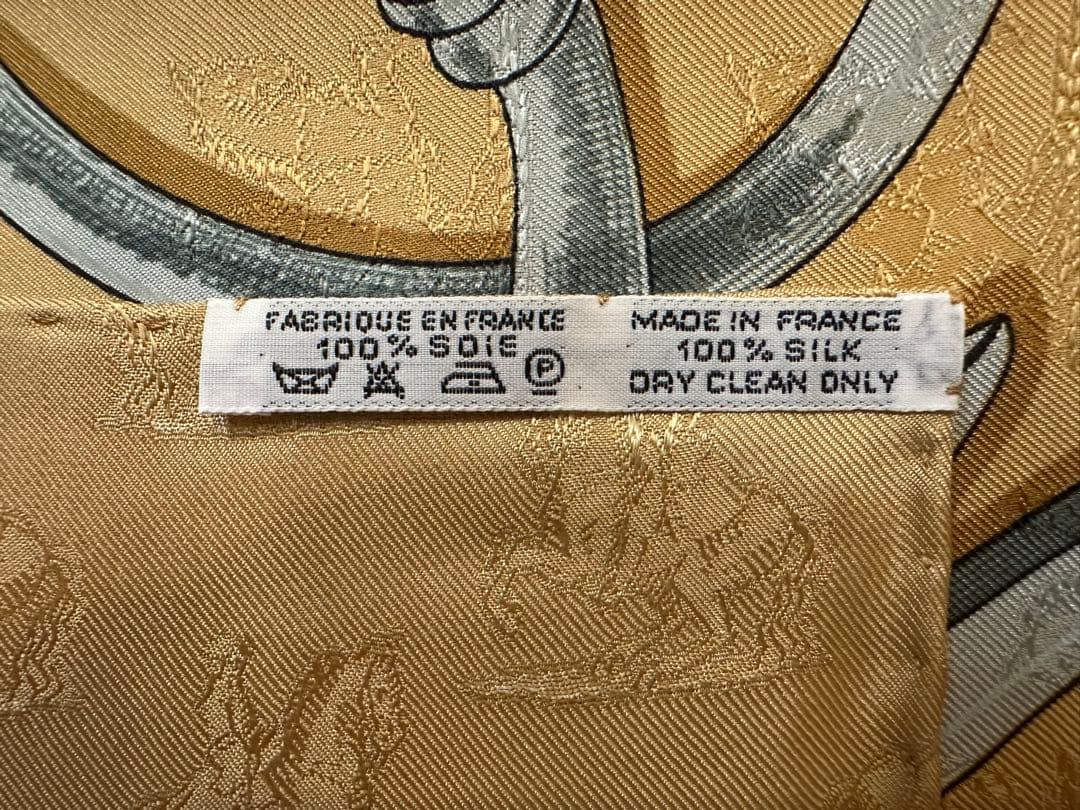 FABRIQUE EN FRANCE
100% SOIE
P
MADE IN FRANCE
100% SILK
DRY CLEAN ONLY